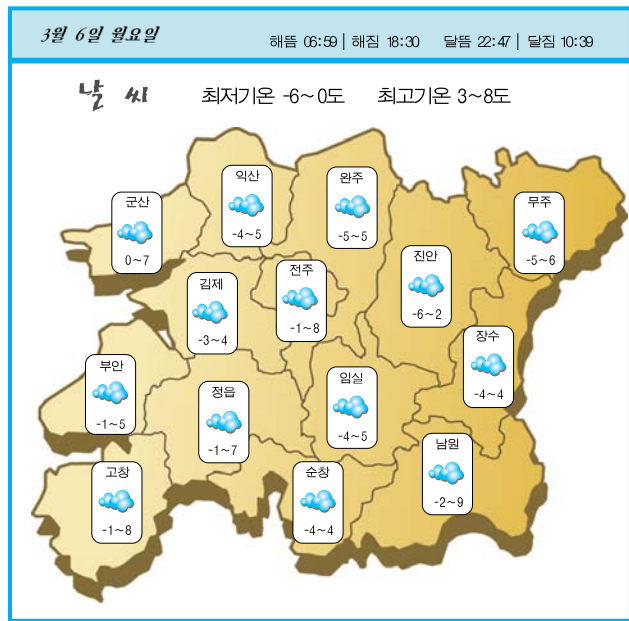 3월 6일 월요일
해뜸 06:59 | 해짐 18:30 달뜸 22:47 | 달짐 10:39
날 씨 최저기온 -6~0도 최고기온 3~8도
익산
-4~5
완주
-5~5
군산
0~7
무주
-5~6
진안
-6~2
전주
-1~8
김제
-3~4
장수
-4~4
부안
-1~5
임실
-4~5
정읍
-1~7
남원
-2~9
고창
-1~8
순창
-4~4